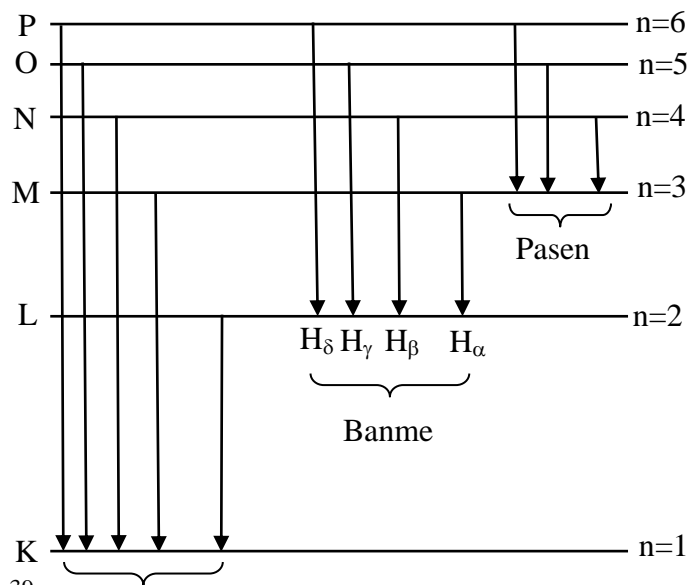 P n=6
O n=5
N n=4
M n=3
Pasen
L n=2
Hδ Hγ Hβ Hα
Banme
K n=1